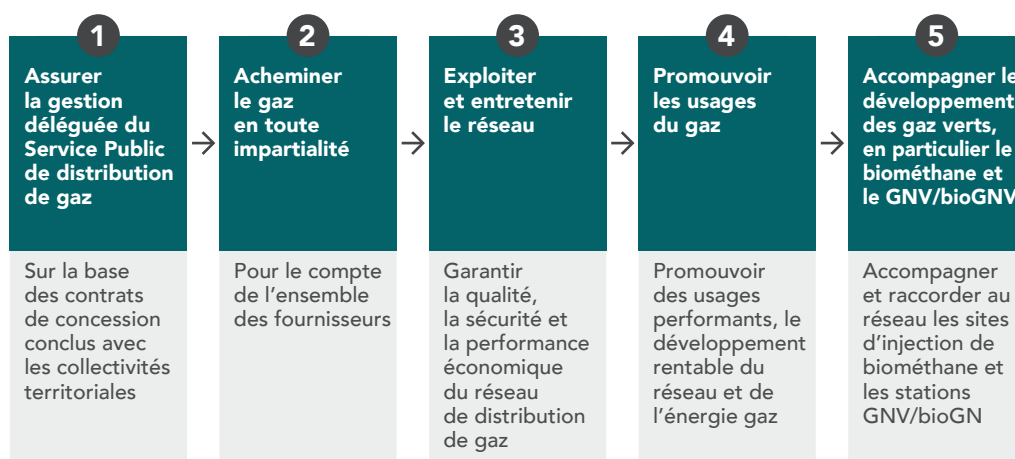 1
Assurer
la gestion
déléguée du
Service Public
de distribution
de gaz
Sur la base
des contrats
de concession
conclus avec
les collectivités
territoriales
2
Acheminer
le gaz
en toute
impartialité
Pour le compte
de l'ensemble
des fournisseurs
3
Exploiter
et entretenir
le réseau
Garantir
la qualité,
la sécurité et
la performance
économique
du réseau
de distribution
de gaz
4
Promouvoir
les usages
du gaz
Promouvoir
des usages
performants, le
développement
rentable du
réseau et de
l'énergie gaz
5
Accompagner le
développement
des gaz verts,
en particulier le
biométhane et
le GNV/bioGNV
Accompagner
et raccorder au
réseau les sites
d'injection de
biométhane et
les stations
GNV/bioGN